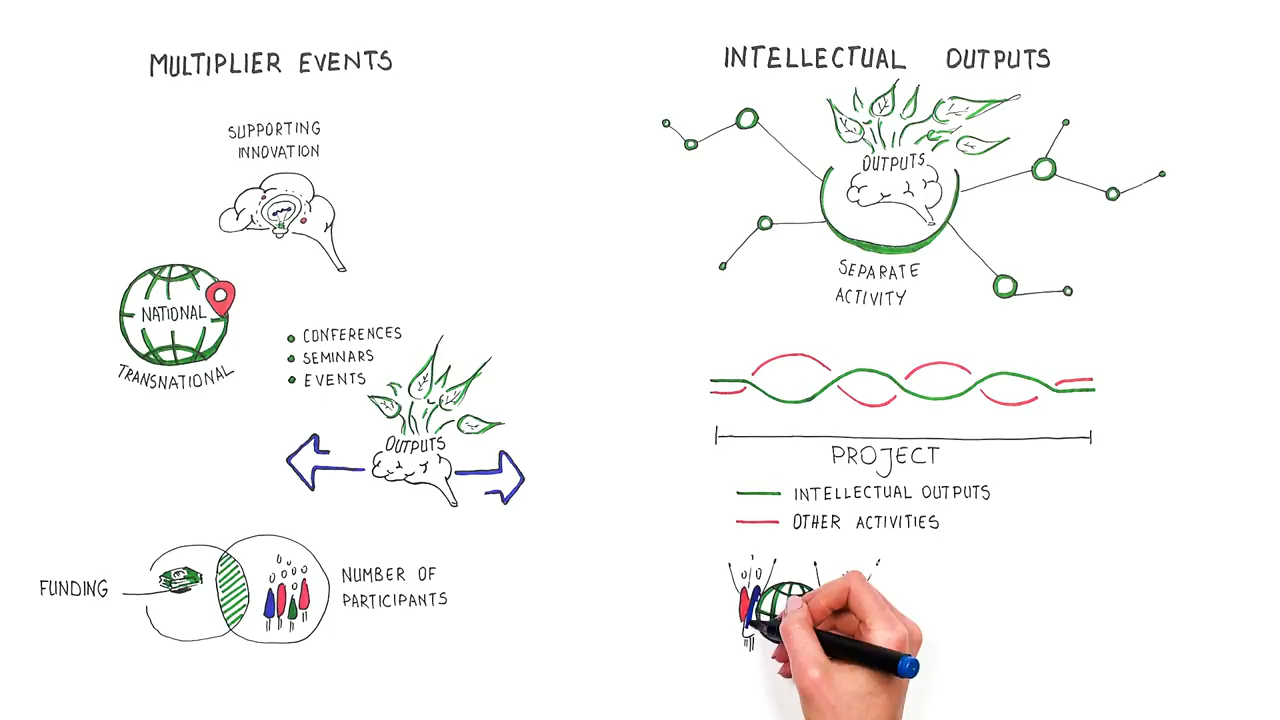 MULTIPLIER EVENTS
SUPPORTING
INNOVATION
NATIONAL
TRANSNATIONAL
CONFERENCES
SEMINARS
EVENTS
OUTPUTS
FUNDING
NUMBER OF
PARTICIPANTS
INTELLECTUAL OUTPUTS
OUTPUTS
SEPARATE
ACTIVITY
PROJECT
INTELLECTUAL OUTPUTS
OTHER ACTIVITIES